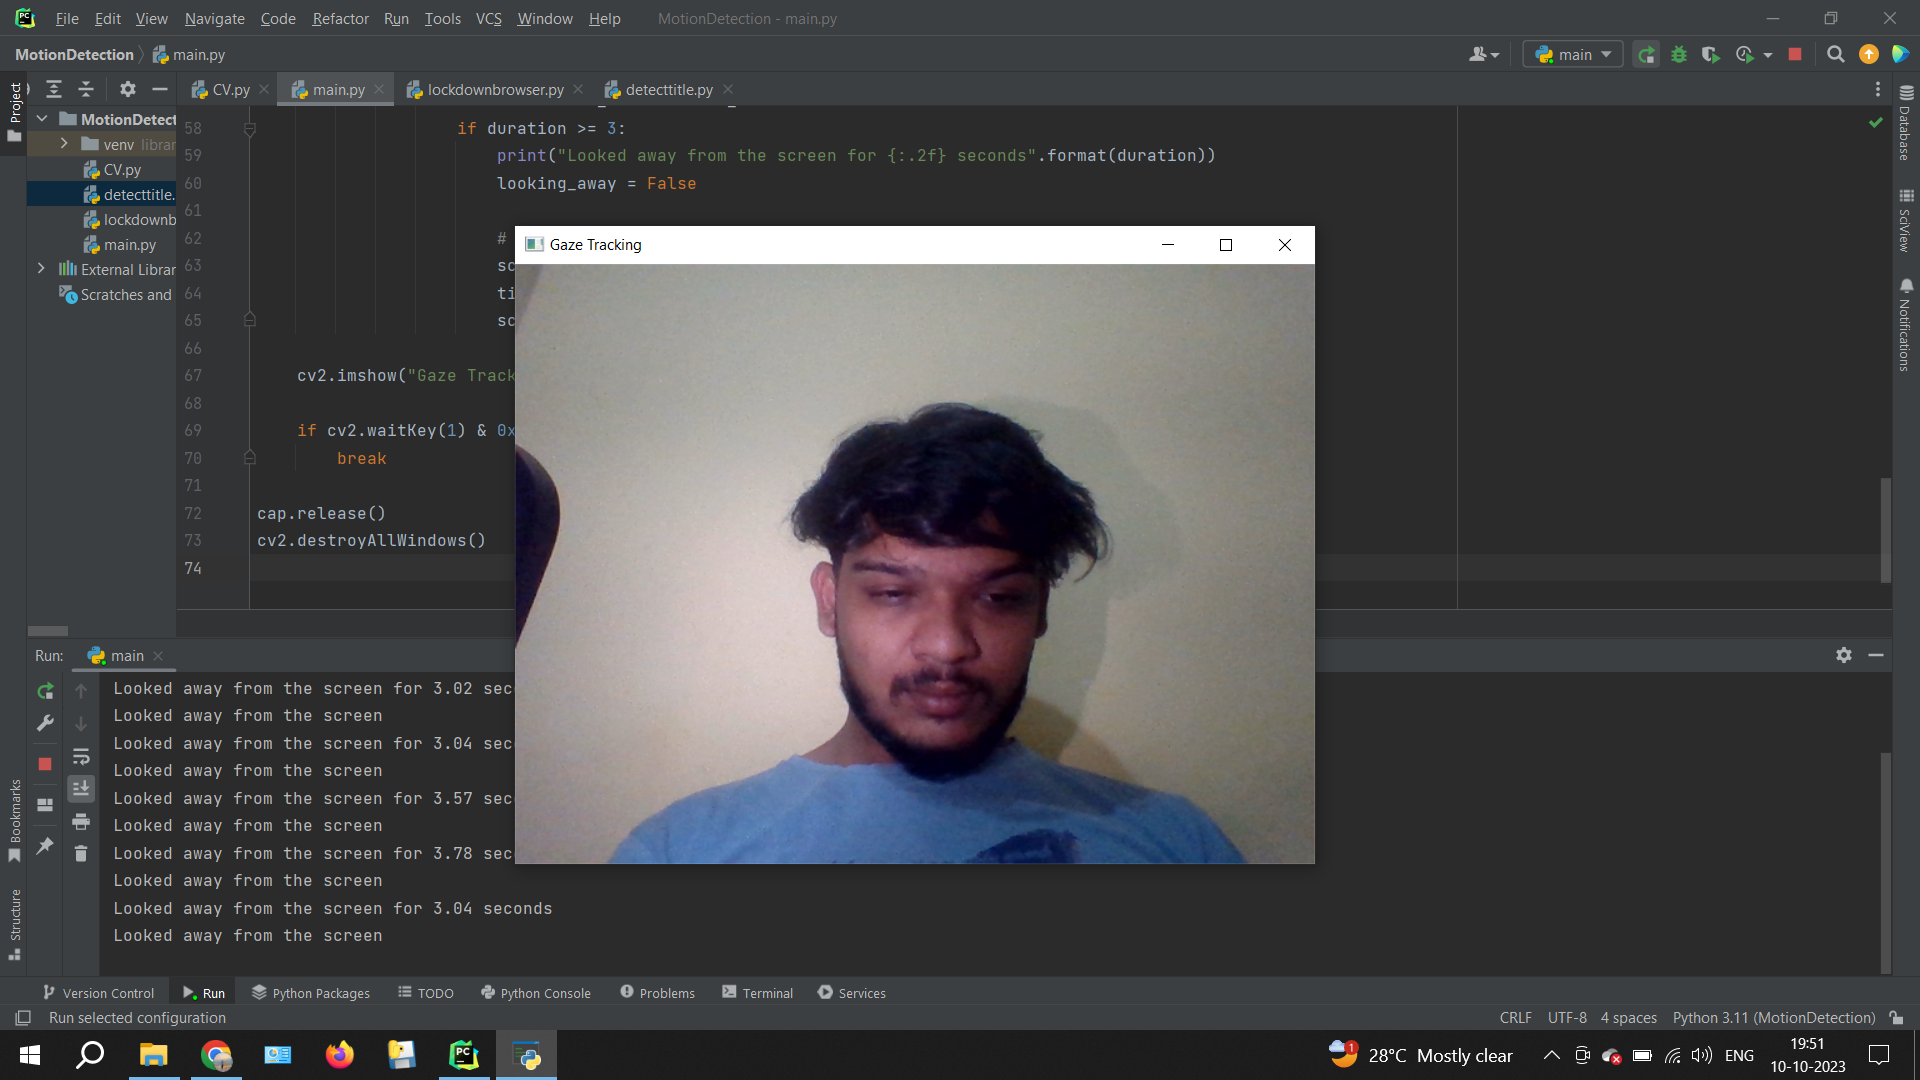 File Edit View Navigate Code Refactor Run Tools VCS Window Help MotionDetection - main.py
MotionDetection main.py
main
Project
CV.py main.py lockdownbrowser.py detecttitle.py
MotionDetect
venv librar
CV.py
detecttitle.
lockdownb
main.py
External Librar
Scratches and
58 if duration >= 3:
59 print("Looked away from the screen for {:.2f} seconds".format(duration))
60 looking_away = False
61
62 #
63 sc
64 ti
65 sc
66
67 cv2.imshow("Gaze Track
68
69 if cv2.waitKey(1) & 0x
70 break
71
72 cap.release()
73 cv2.destroyAllWindows()
74
Gaze Tracking
Database
SciView
Notifications
Run: main
Looked away from the screen for 3.02 sec
Looked away from the screen
Looked away from the screen for 3.04 sec
Looked away from the screen
Looked away from the screen for 3.57 sec
Looked away from the screen
Looked away from the screen for 3.78 sec
Looked away from the screen
Looked away from the screen for 3.04 seconds
Looked away from the screen
Bookmarks
Structure
Version Control Run Python Packages TODO Python Console Problems Terminal Services
Run selected configuration CRLF UTF-8 4 spaces Python 3.11 (MotionDetection)
1 28°C Mostly clear ENG 19:51
10-10-2023